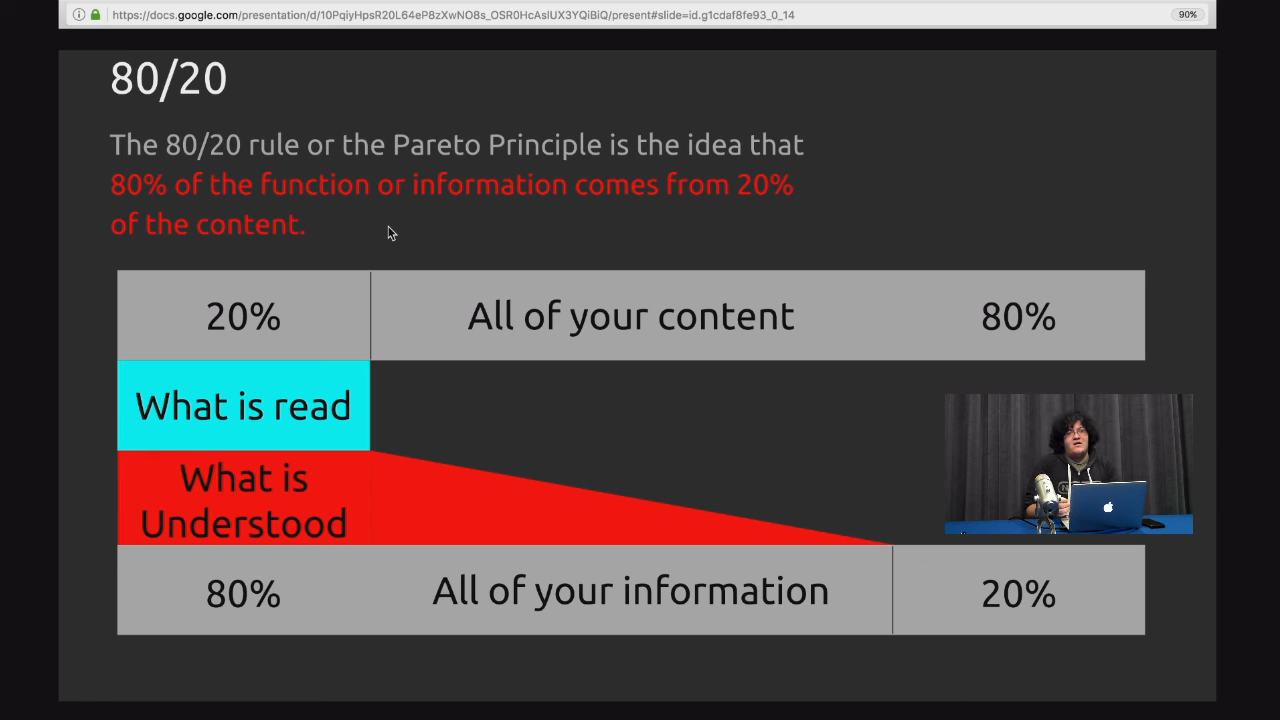 https://docs.google.com/presentation/d/10PqiyHpsR20L64eP8zXwNO8s_OSR0HcAslUX3YQiBiQ/present#slide=id.g1cdaf8fe93_0_14
90%
80/20
The 80/20 rule or the Pareto Principle is the idea that
80% of the function or information comes from 20%
of the content.
20%
All of your content
80%
What is read
What is
Understood
80%
All of your information
20%